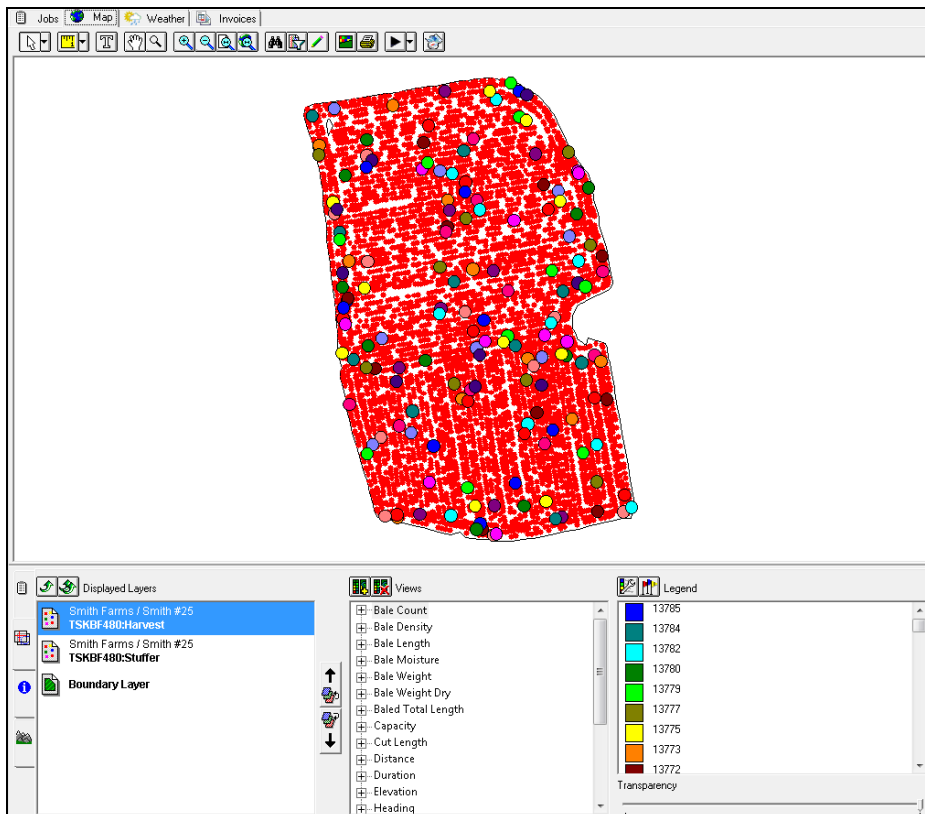 Jobs Map Weather Invoices
T
Displayed Layers
Smith Farms / Smith #25
TSKBF480:Harvest
Smith Farms / Smith #25
TSKBF480:Stuffer
Boundary Layer
Views
Bale Count
Bale Density
Bale Length
Bale Moisture
Bale Weight
Bale Weight Dry
Baled Total Length
Capacity
Cut Length
Distance
Duration
Elevation
Heading
Legend
13785
13784
13782
13780
13779
13777
13775
13773
13772
Transparency